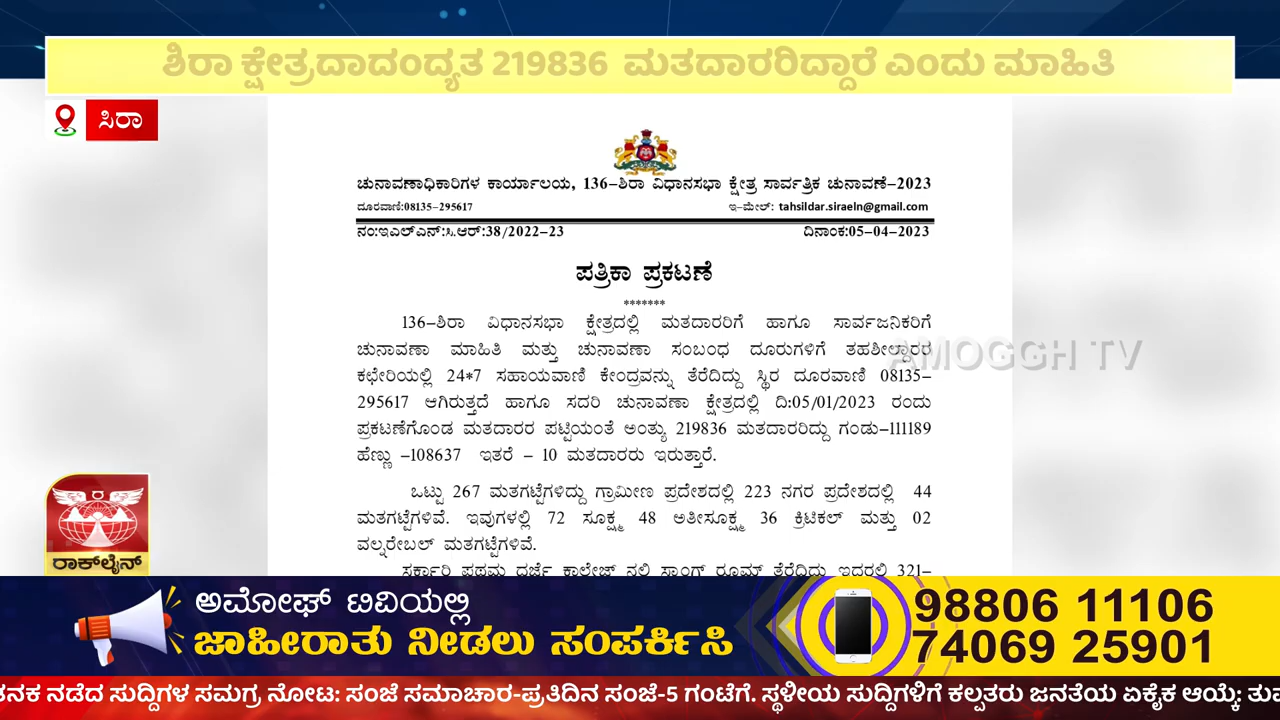 ಶಿರಾ ಕ್ಷೇತ್ರದಾದಂದ್ಯತ 219836 ಮತದಾರರಿದ್ದಾರೆ ಎಂದು ಮಾಹಿತಿ
ಸಿರಾ
ಚುನಾವಣಾಧಿಕಾರಿಗಳ ಕಾರ್ಯಾಲಯ, 136-ಶಿರಾ ವಿಧಾನಸಭಾ ಕ್ಷೇತ್ರ ಸಾರ್ವತ್ರಿಕ ಚುನಾವಣೆ-2023
ದೂರವಾಣಿ:08135-295617 ಇ-ಮೇಲ್: tahsildar.siraeln@gmail.com
ನಂ:ಇಎಲ್ಎನ್:ಸಿ.ಆರ್:38/2022-23 ದಿನಾಂಕ:05-04-2023
ಪತ್ರಿಕಾ ಪ್ರಕಟಣೆ
*******
136-ಶಿರಾ ವಿಧಾನಸಭಾ ಕ್ಷೇತ್ರದಲ್ಲಿ ಮತದಾರರಿಗೆ ಹಾಗೂ ಸಾರ್ವಜನಿಕರಿಗೆ
ಚುನಾವಣಾ ಮಾಹಿತಿ ಮತ್ತು ಚುನಾವಣಾ ಸಂಬಂಧ ದೂರುಗಳಿಗೆ ತಹಶೀಲ್ದಾರರ
AMOGGH TV
ಕಛೇರಿಯಲ್ಲಿ 24*7 ಸಹಾಯವಾಣಿ ಕೇಂದ್ರವನ್ನು ತೆರೆದಿದ್ದು ಸ್ಥಿರ ದೂರವಾಣಿ 08135-
295617 ಆಗಿರುತ್ತದೆ ಹಾಗೂ ಸದರಿ ಚುನಾವಣಾ ಕ್ಷೇತ್ರದಲ್ಲಿ ದಿ:05/01/2023 ರಂದು
ಪ್ರಕಟಣೆಗೊಂಡ ಮತದಾರರ ಪಟ್ಟಿಯಂತೆ ಅಂತ್ಯು 219836 ಮತದಾರರಿದ್ದು ಗಂಡು-111189
ಹೆಣ್ಣು -108637 ಇತರೆ - 10 ಮತದಾರರು ಇರುತ್ತಾರೆ.
ಒಟ್ಟು 267 ಮತಗಟ್ಟೆಗಳಿದ್ದು ಗ್ರಾಮೀಣ ಪ್ರದೇಶದಲ್ಲಿ 223 ನಗರ ಪ್ರದೇಶದಲ್ಲಿ 44
ಮತಗಟ್ಟೆಗಳಿವೆ. ಇವುಗಳಲ್ಲಿ 72 ಸೂಕ್ಷ್ಮ 48 ಅತೀಸೂಕ್ಷ್ಮ 36 ಕ್ರಿಟಿಕಲ್ ಮತ್ತು 02
ವಲ್ನರೇಬಲ್ ಮತಗಟ್ಟೆಗಳಿವೆ.
ಸರ್ಕಾರಿ ಪ್ರಥಮ ದರ್ಜೆ ಕಾಲೇಜ್ ನಲ್ಲಿ ಸ್ಟ್ರಾಂಗ್ ರೂಮ್ ತೆರೆದಿದ್ದು ಇದರಲ್ಲಿ 321-
ರಾಕ್‌ಲೈನ್
ಅಮೋಘ್ ಟಿವಿಯಲ್ಲಿ
ಜಾಹೀರಾತು ನೀಡಲು ಸಂಪರ್ಕಿಸಿ
98806 11106
74069 25901
ನಡೆದ ಸುದ್ದಿಗಳ ಸಮಗ್ರ ನೋಟ: ಸಂಜೆ ಸಮಾಚಾರ-ಪ್ರತಿದಿನ ಸಂಜೆ-5 ಗಂಟೆಗೆ. ಸ್ಥಳೀಯ ಸುದ್ದಿಗಳಿಗೆ ಕಲ್ಪತರು ಜನತೆಯ ಏಕೈಕ ಆಯ್ಕೆ: